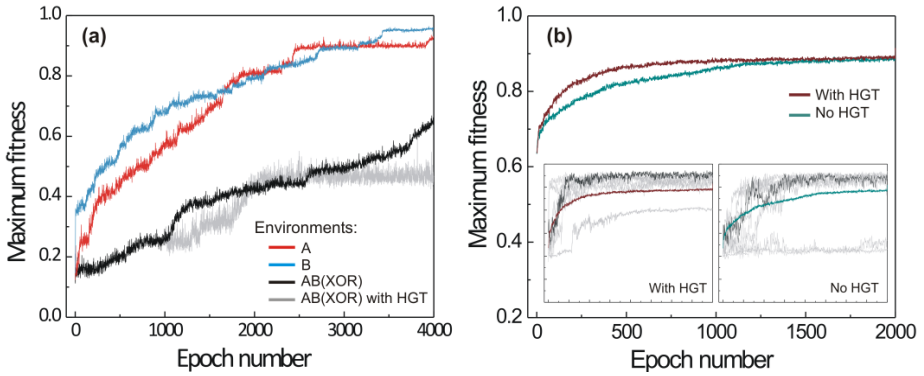 (a)
1.0
0.8
0.6
0.4
0.2
0.0
Maximum fitness
0
1000
2000
3000
4000
Epoch number
Environments:
A
B
AB(XOR)
AB(XOR) with HGT
(b)
1.0
0.8
0.6
0.4
0.2
Maximum fitness
0
500
1000
1500
2000
Epoch number
With HGT
No HGT
With HGT
No HGT